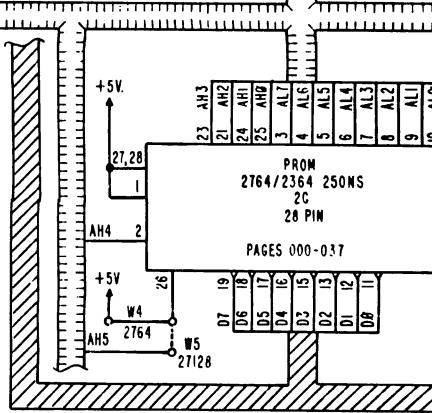 +5V.
AH3 AH2 AH1 AH0 AL7 AL6 AL5 AL4 AL3 AL2 AL1
23 21 24 25 3 4 5 6 7 8 9 10
27,28
1
PROM
2764/2364 250NS
2C
28 PIN
AH4 2
PAGES 000-037
+5V
26
19 18 17 16 15 13 12 11
W4
2764
D7 D6 D5 D4 D3 D2 D1 D0
AH5
W5
27128